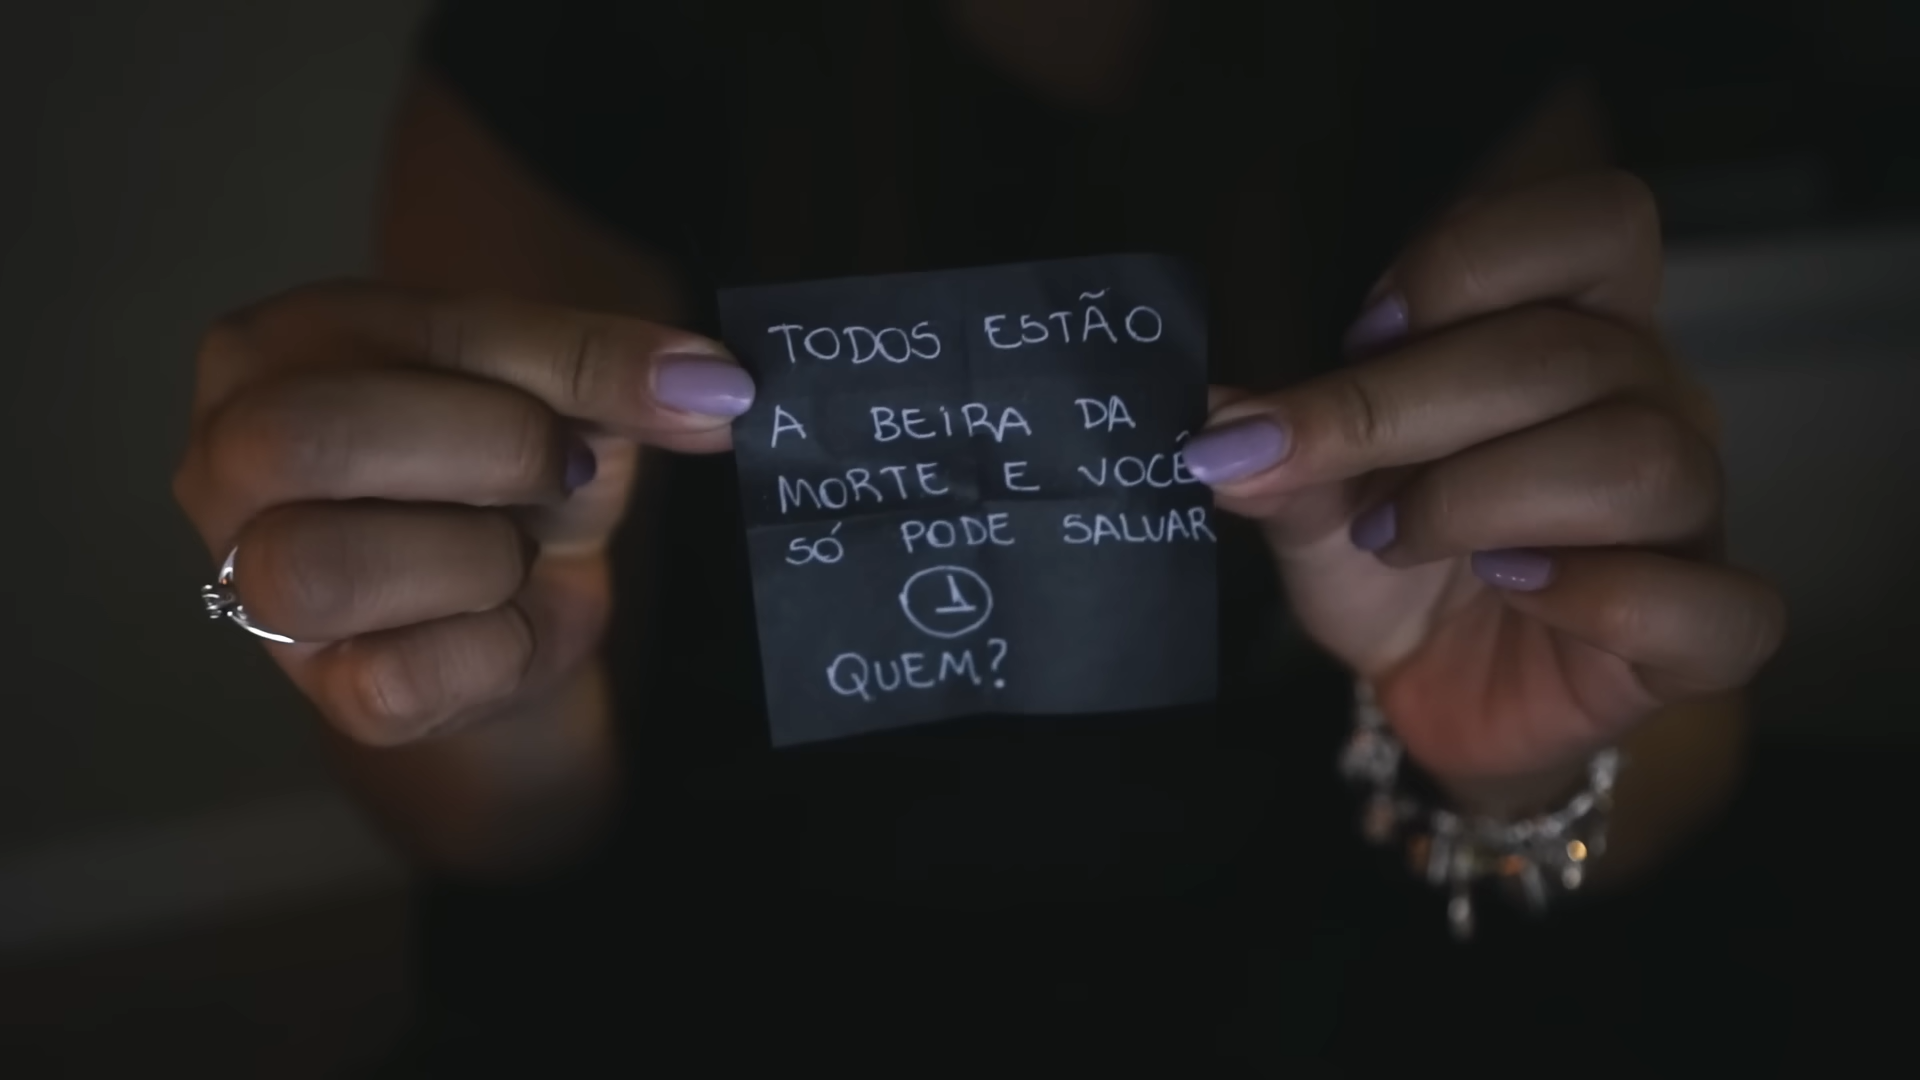 TODOS ESTÃO
A BEIRA DA
MORTE E VOCÊ
SÓ PODE SALVAR
1
QUEM?